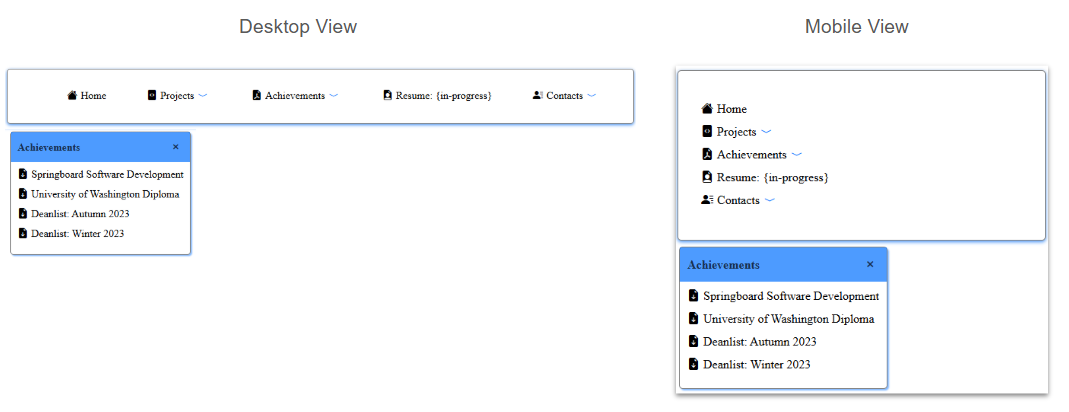 Desktop View
Mobile View
Home Projects Achievements Resume: {in-progress} Contacts
Achievements ×
Springboard Software Development
University of Washington Diploma
Deanlist: Autumn 2023
Deanlist: Winter 2023
Home
Projects
Achievements
Resume: {in-progress}
Contacts
Achievements ×
Springboard Software Development
University of Washington Diploma
Deanlist: Autumn 2023
Deanlist: Winter 2023